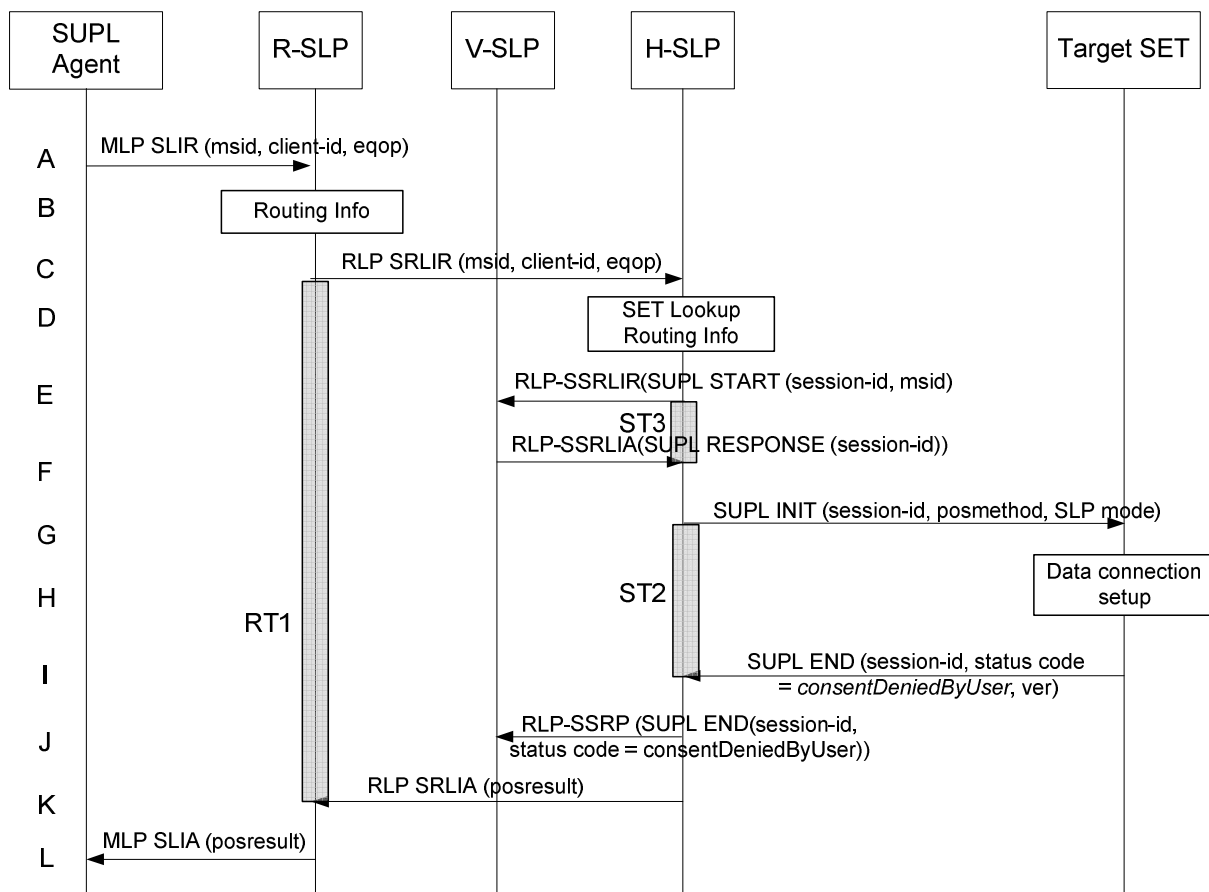 SUPL
Agent
R-SLP
V-SLP
H-SLP
Target SET
A
MLP SLIR (msid, client-id, eqop)
B
Routing Info
C
RLP SRLIR (msid, client-id, eqop)
D
SET Lookup
Routing Info
E
RLP-SSRLIR(SUPL START (session-id, msid)
ST3
F
RLP-SSRLIA(SUPL RESPONSE (session-id))
G
SUPL INIT (session-id, posmethod, SLP mode)
H
Data connection
setup
ST2
RT1
I
SUPL END (session-id, status code
= consentDeniedByUser, ver)
J
RLP-SSRP (SUPL END(session-id,
status code = consentDeniedByUser))
K
RLP SRLIA (posresult)
L
MLP SLIA (posresult)